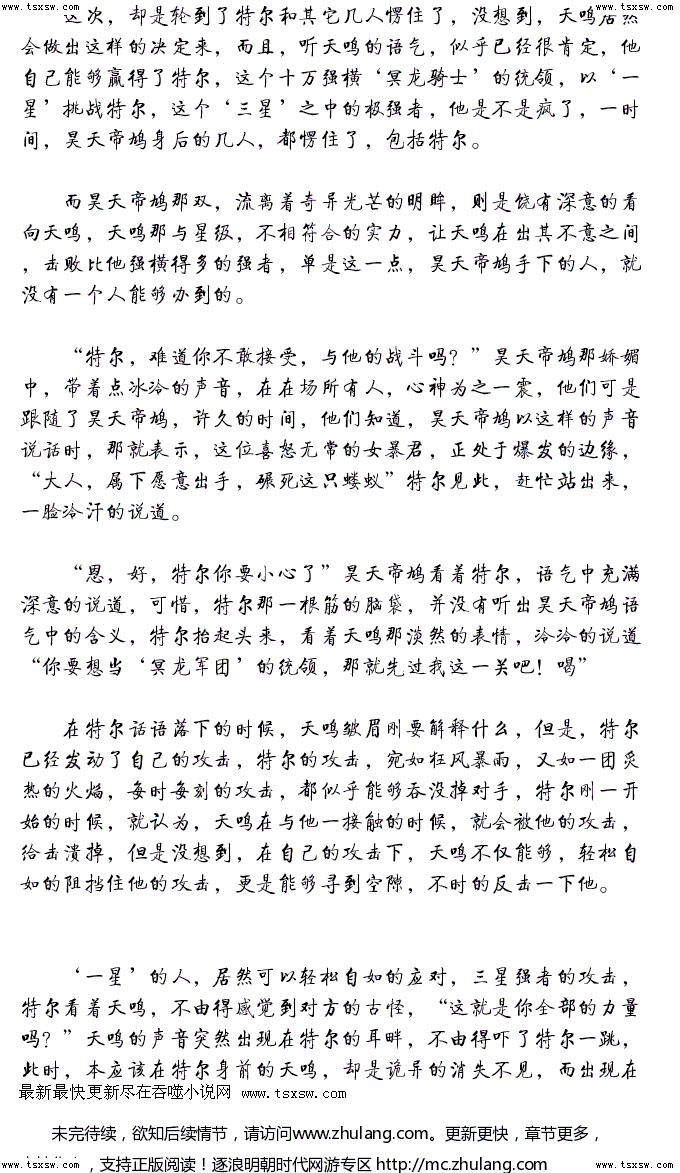 www.tsxsw.com www.tsxsw.com www.tsxsw.com www.tsxsw.com www.tsxsw.com
这次，却是轮到了特尔和其它几人愣住了，没想到，天鸣居然
会做出这样的决定来，而且，听天鸣的语气，似乎已经很肯定，他
自己能够赢得了特尔，这个十万强横‘冥龙骑士’的统领，以‘一
星’挑战特尔，这个‘三星’之中的极强者，他是不是疯了，一时
间，昊天帝鸠身后的几人，都愣住了，包括特尔。
而昊天帝鸠那双，流离着奇异光芒的明眸，则是饶有深意的看
向天鸣，天鸣那与星级，不相符合的实力，让天鸣在出其不意之间
，击败比他强横得多的强者，单是这一点，昊天帝鸠手下的人，就
没有一个人能够办到的。
“特尔，难道你不敢接受，与他的战斗吗？”昊天帝鸠那娇媚
中，带着点冰冷的声音，在在场所有人，心神为之一震，他们可是
跟随了昊天帝鸠，许久的时间，他们知道，昊天帝鸠以这样的声音
说话时，那就表示，这位喜怒无常的女暴君，正处于爆发的边缘，
“大人，属下愿意出手，碾死这只蝼蚁”特尔见此，赶忙站出来，
一脸冷汗的说道。
“恩，好，特尔你要小心了”昊天帝鸠看着特尔，语气中充满
深意的说道，可惜，特尔那一根筋的脑袋，并没有听出昊天帝鸠语
气中的含义，特尔抬起头来，看着天鸣那淡然的表情，冷冷的说道
“你要想当‘冥龙军团’的统领，那就先过我这一关吧！喝”
在特尔话语落下的时候，天鸣皱眉刚要解释什么，但是，特尔
已经发动了自己的攻击，特尔的攻击，宛如狂风暴雨，又如一团炙
热的火焰，每时每刻的攻击，都似乎能够吞没掉对手，特尔刚一开
始的时候，就认为，天鸣在与他一接触的时候，就会被他的攻击，
给击溃掉，但是没想到，在自己的攻击下，天鸣不仅能够，轻松自
如的阻挡住他的攻击，更是能够寻到空隙，不时的反击一下他。
‘一星’的人，居然可以轻松自如的应对，三星强者的攻击，
特尔看着天鸣，不由得感觉到对方的古怪，“这就是你全部的力量
吗？”天鸣的声音突然出现在特尔的耳畔，不由得吓了特尔一跳，
此时，本应该在特尔身前的天鸣，却是诡异的消失不见，而出现在
最新最快更新尽在吞噬小说网 www.tsxsw.com
未完待续，欲知后续情节，请访问www.zhulang.com。更新更快，章节更多，
，支持正版阅读！逐浪明朝时代网游专区 http://mc.zhulang.com
www.tsxsw.com www.tsxsw.com www.tsxsw.com www.tsxsw.com www.tsxsw.com